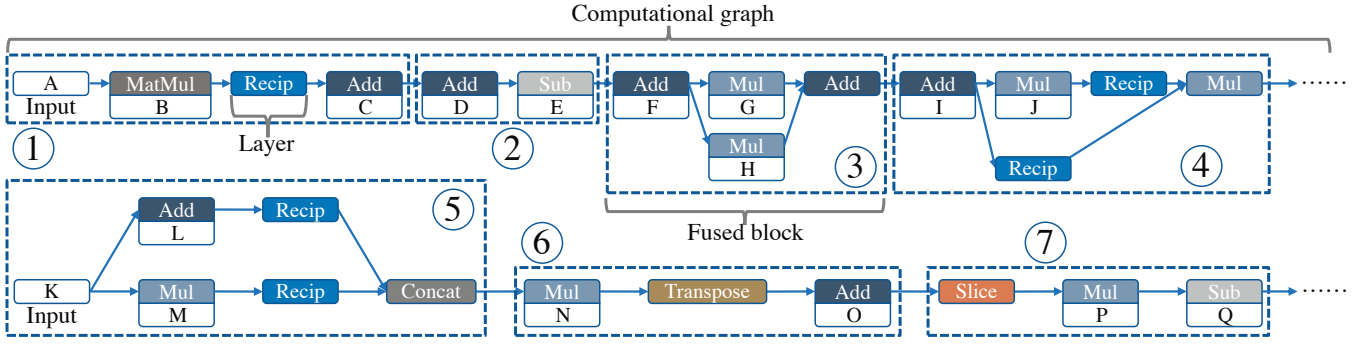 Computational graph
A MatMul Recip Add Add Sub Add Mul Add Add Mul Recip Mul ......
Input B C D E F G I J
Layer Mul Recip
H
1 2 3 4
Add Recip 5
L
Fused block
6 7
K Mul Recip Concat Mul Transpose Add Slice Mul Sub ......
Input M N O P Q